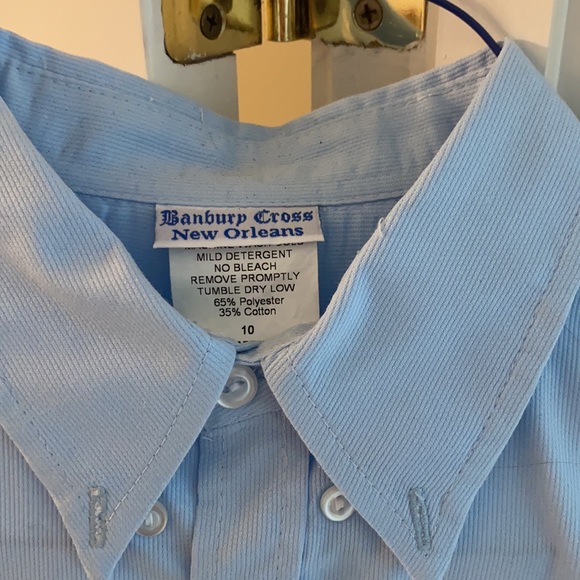 Banbury Cross
New Orleans
MILD DETERGENT
NO BLEACH
REMOVE PROMPTLY
TUMBLE DRY LOW
65% Polyester
35% Cotton
10